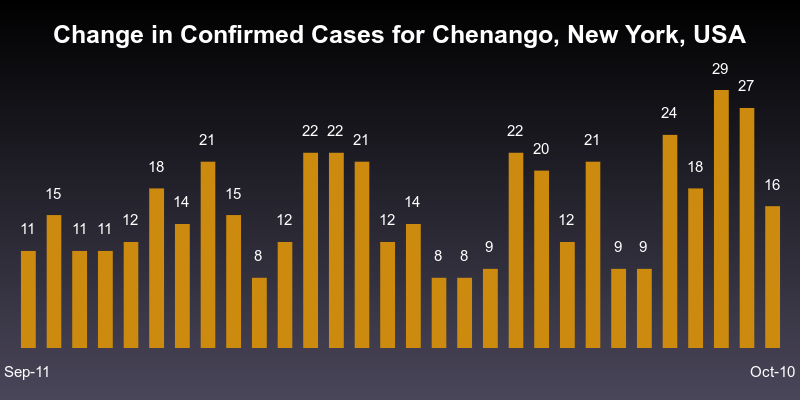 Change in Confirmed Cases for Chenango, New York, USA
11 15 11 11 12 18 14 21 15 8 12 22 22 21 12 14 8 8 9 22 20 12 21 9 9 24 18 29 27 16
Sep-11 Oct-10